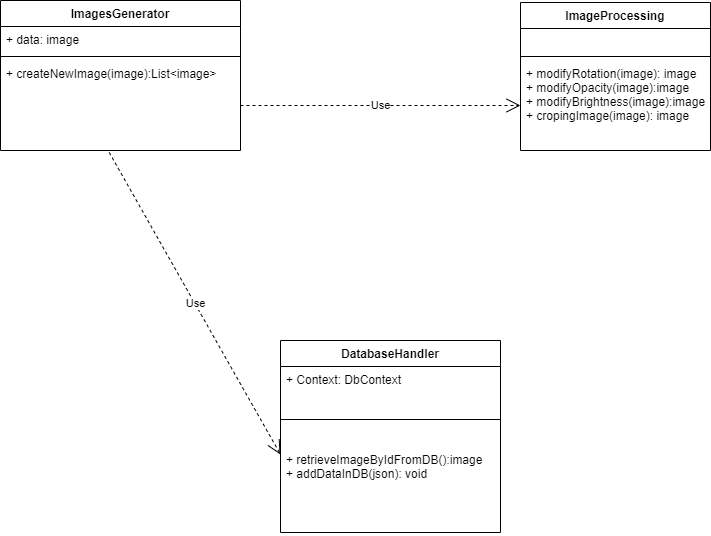 ImagesGenerator
+ data: image
+ createNewImage(image):List<image>
ImageProcessing
+ modifyRotation(image): image
+ modifyOpacity(image):image
+ modifyBrightness(image):image
+ cropingImage(image): image
Use
Use
DatabaseHandler
+ Context: DbContext
+ retrieveImageByIdFromDB():image
+ addDataInDB(json): void